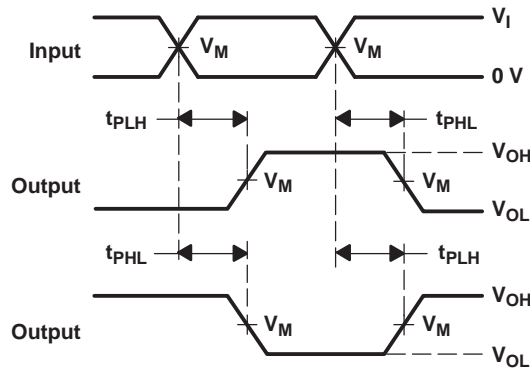 V_I
Input V_M V_M
0 V
t_PLH t_PHL
V_OH
Output V_M V_M
V_OL
t_PHL t_PLH
V_OH
Output V_M V_M
V_OL